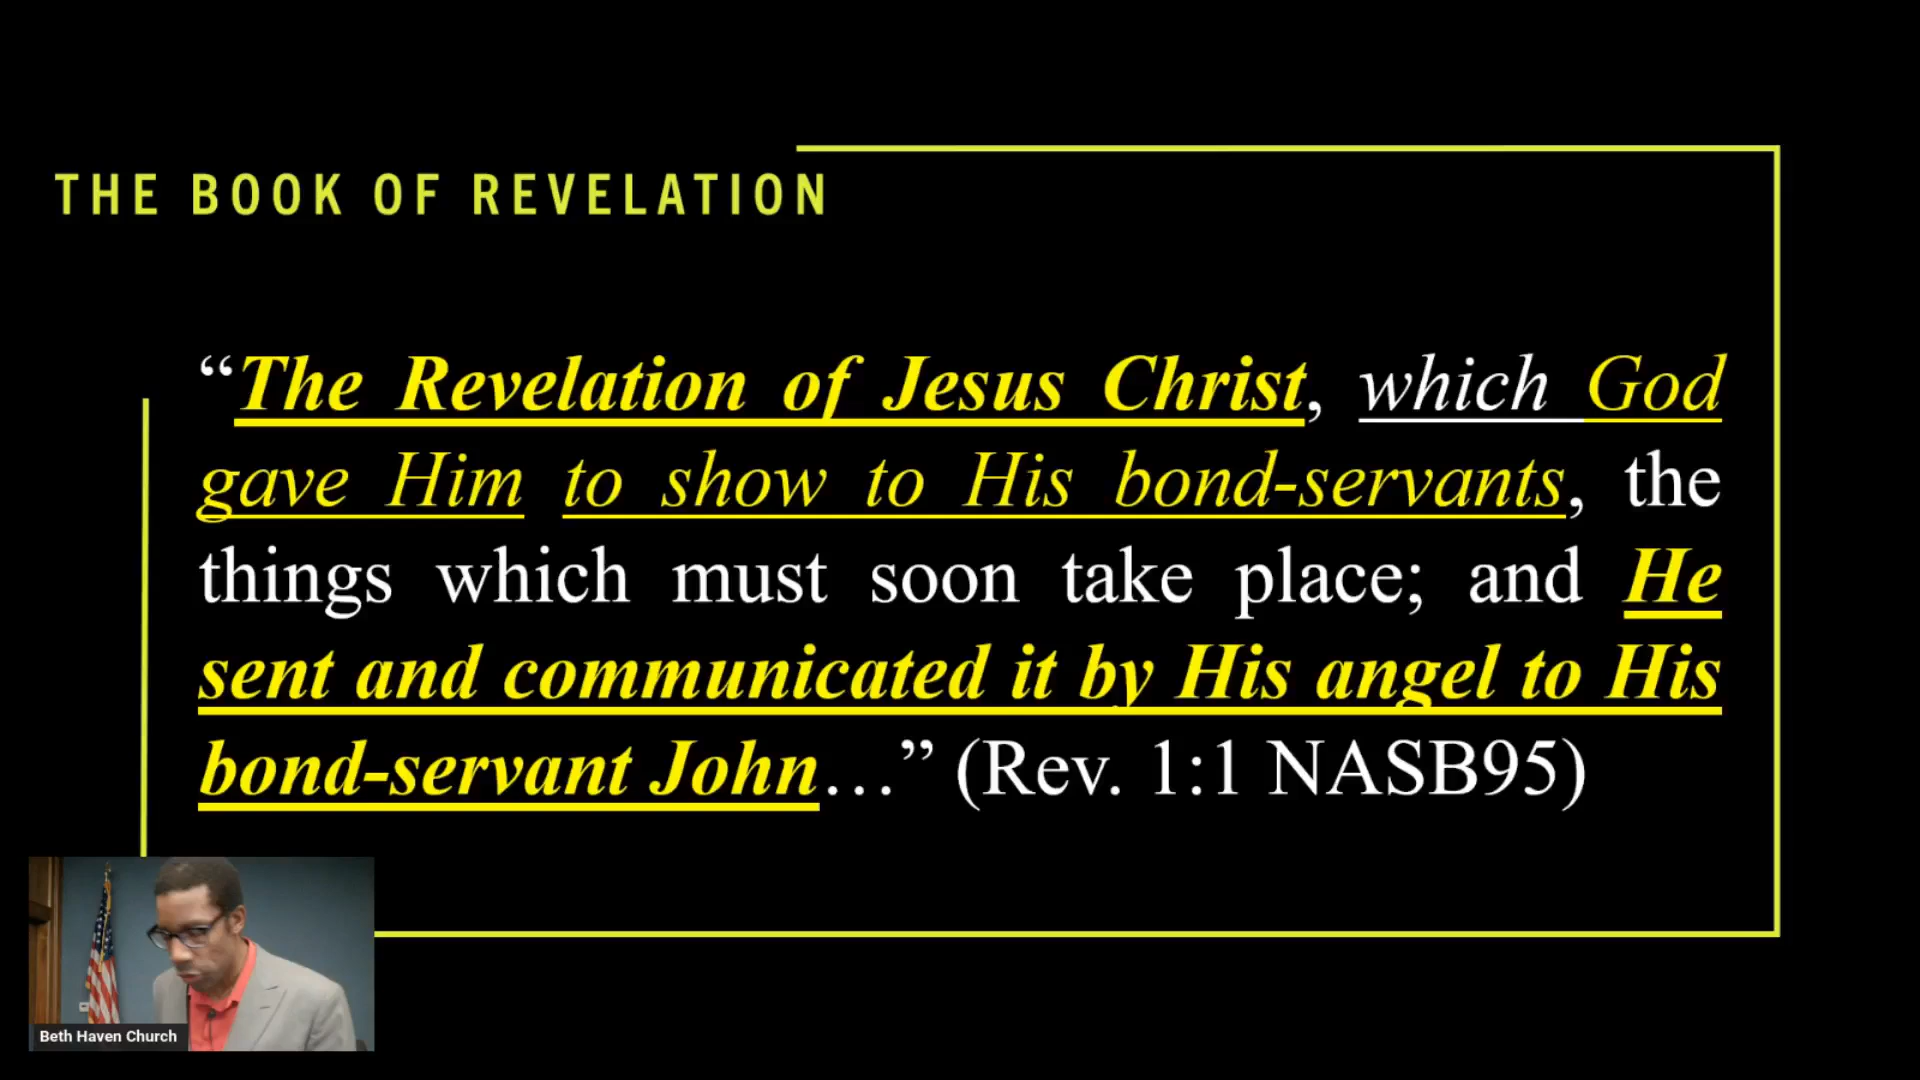 THE BOOK OF REVELATION
“The Revelation of Jesus Christ, which God
gave Him to show to His bond-servants, the
things which must soon take place; and He
sent and communicated it by His angel to His
bond-servant John…” (Rev. 1:1 NASB95)
Beth Haven Church